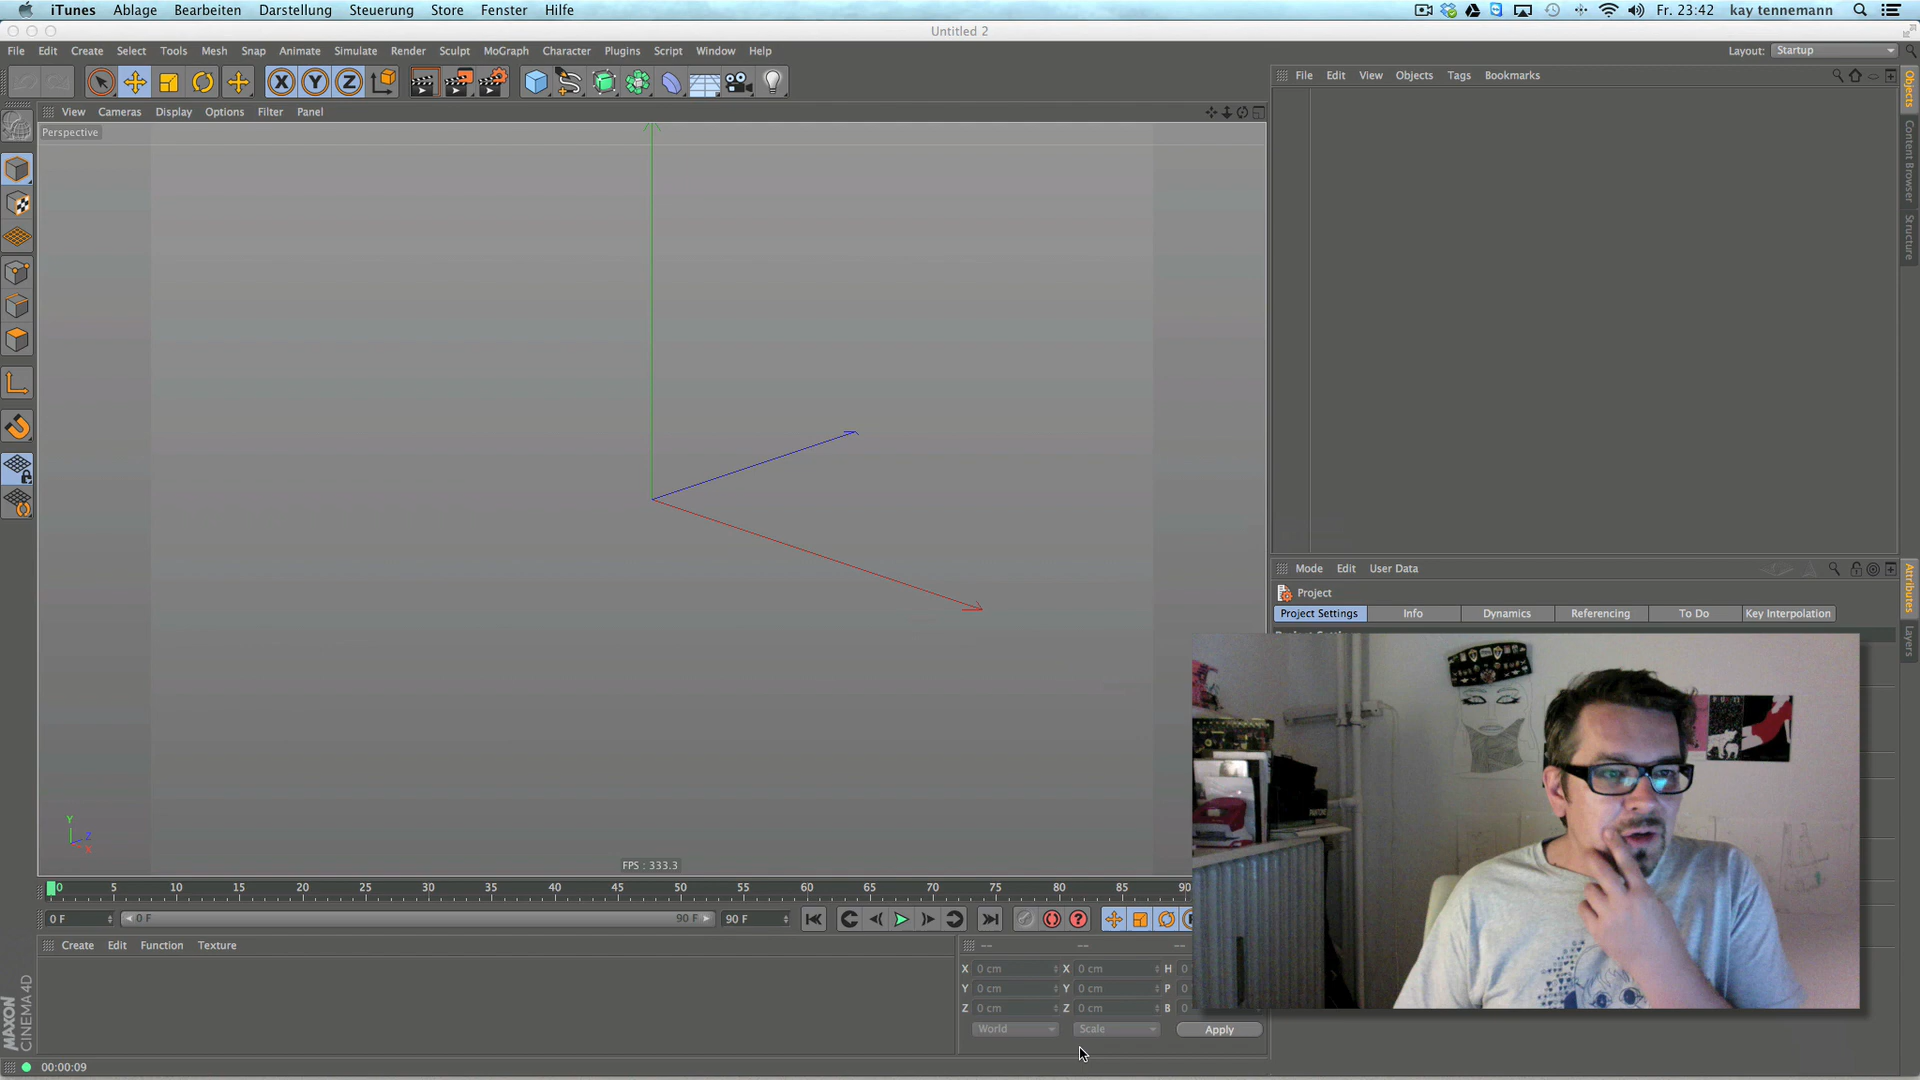 iTunes Ablage Bearbeiten Darstellung Steuerung Store Fenster Hilfe Fr. 23:42 kay tennemann
Untitled 2
File Edit Create Select Tools Mesh Snap Animate Simulate Render Sculpt MoGraph Character Plugins Script Window Help Layout: Startup
X Y Z
File Edit View Objects Tags Bookmarks
View Cameras Display Options Filter Panel
Perspective
Objects
Content Browser
Structure
Mode Edit User Data
Project
Project Settings Info Dynamics Referencing To Do Key Interpolation
Attributes
Layers
Y
Z
X
FPS : 333.3
0 5 10 15 20 25 30 35 40 45 50 55 60 65 70 75 80 85 90
0 F 0 F 90 F 90 F
Create Edit Function Texture -- -- --
X 0 cm X 0 cm H 0
Y 0 cm Y 0 cm P 0
Z 0 cm Z 0 cm B 0
World Scale Apply
MAXON
CINEMA 4D
00:00:09